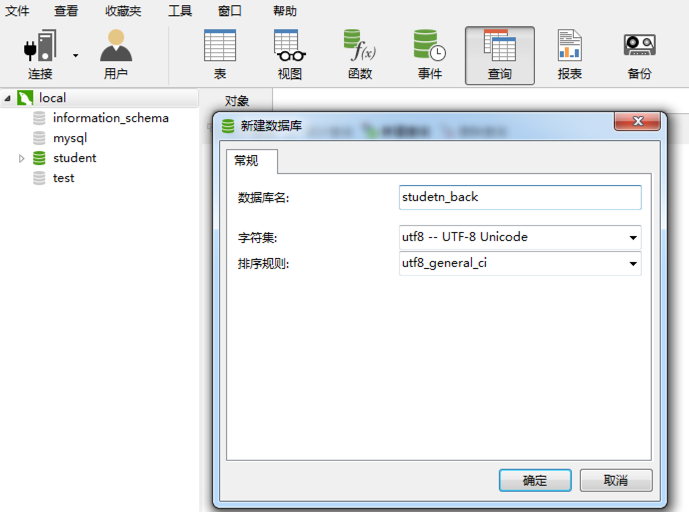 文件 查看 收藏夹 工具 窗口 帮助
连接 用户 表 视图 函数 事件 查询 报表 备份
local
information_schema
mysql
student
test
对象
新建数据库
常规
数据库名: studetn_back
字符集: utf8 -- UTF-8 Unicode
排序规则: utf8_general_ci
确定 取消